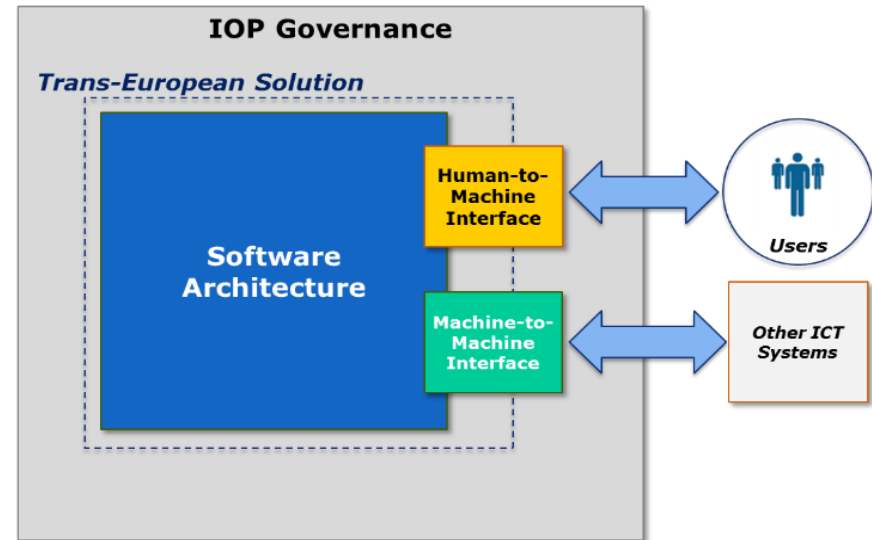 IOP Governance
Trans-European Solution
Software
Architecture
Human-to-
Machine
Interface
Users
Machine-to-
Machine
Interface
Other ICT
Systems